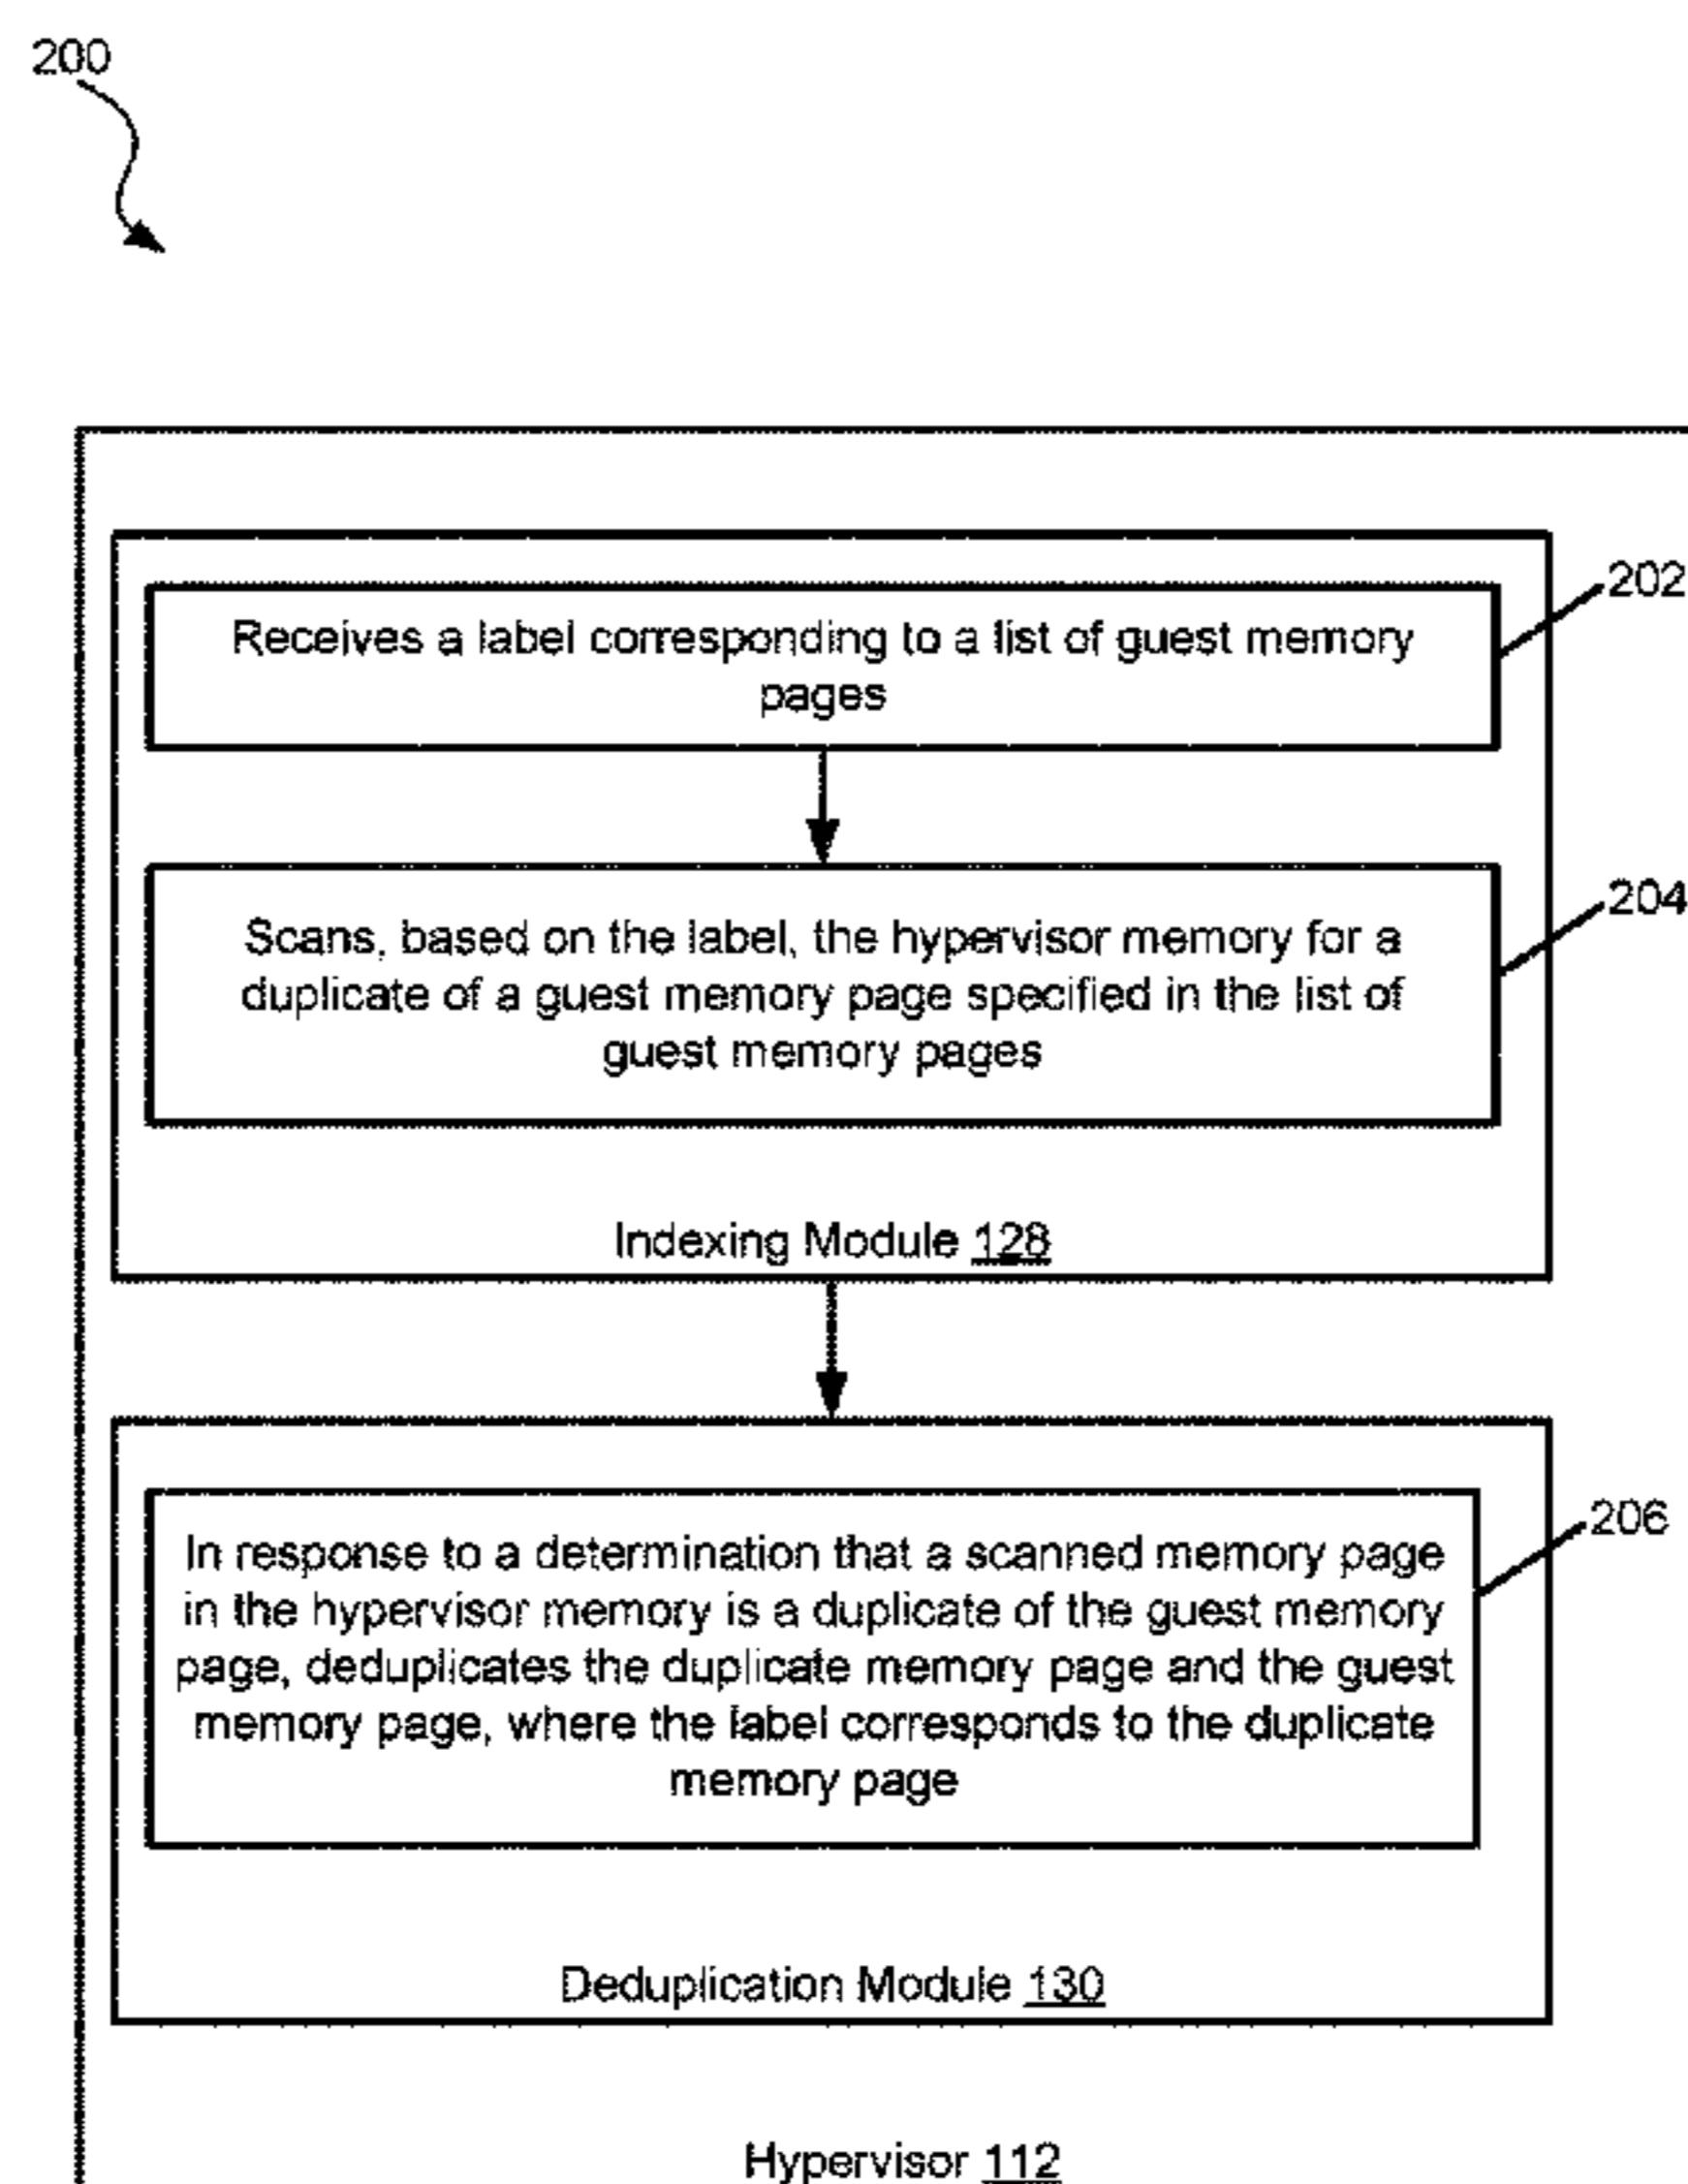 200
202
Receives a label corresponding to a list of guest memory
pages
204
Scans, based on the label, the hypervisor memory for a
duplicate of a guest memory page specified in the list of
guest memory pages
Indexing Module 128
206
In response to a determination that a scanned memory page
in the hypervisor memory is a duplicate of the guest memory
page, deduplicates the duplicate memory page and the guest
memory page, where the label corresponds to the duplicate
memory page
Deduplication Module 130
Hypervisor 112